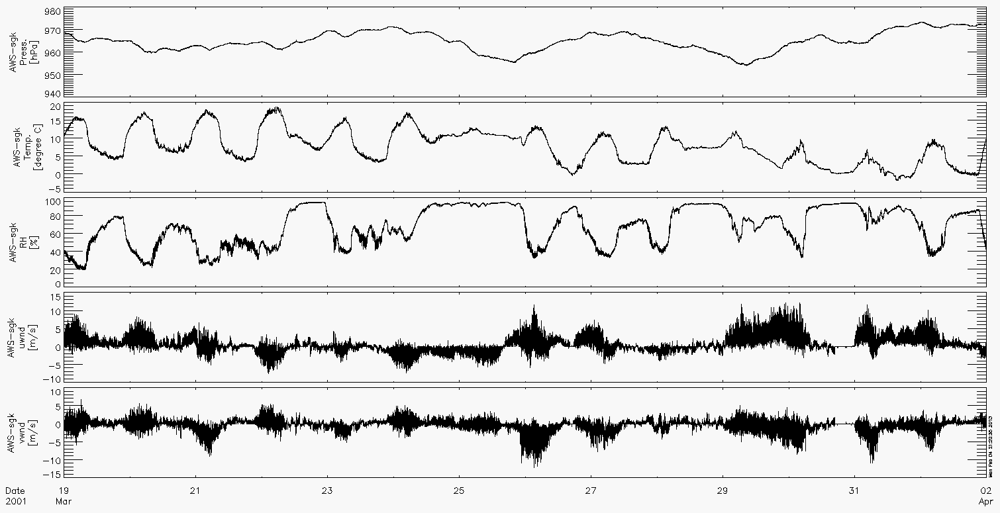 AWS-sgk
Press.
[hPa]
980
970
960
950
940
AWS-sgk
Temp.
[degree C]
20
15
10
5
0
-5
AWS-sgk
RH
[%]
100
80
60
40
20
0
AWS-sgk
uwnd
[m/s]
15
10
5
0
-5
-10
AWS-sgk
vwnd
[m/s]
10
5
0
-5
-10
-15
Date 19 21 23 25 27 29 31 02
2001 Mar Apr